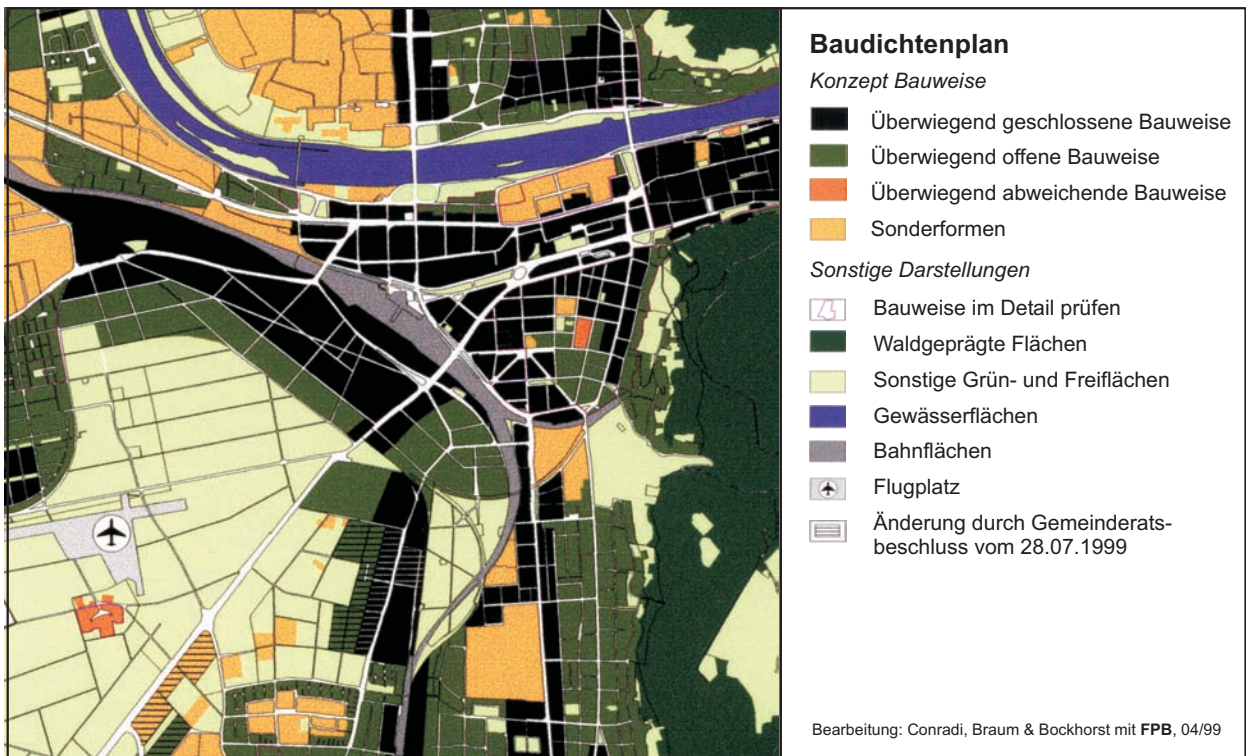 Baudichtenplan
Konzept Bauweise
Überwiegend geschlossene Bauweise
Überwiegend offene Bauweise
Überwiegend abweichende Bauweise
Sonderformen
Sonstige Darstellungen
Bauweise im Detail prüfen
Waldgeprägte Flächen
Sonstige Grün- und Freiflächen
Gewässerflächen
Bahnflächen
Flugplatz
Änderung durch Gemeinderats-
beschluss vom 28.07.1999
Bearbeitung: Conradi, Braum & Bockhorst mit FPB, 04/99